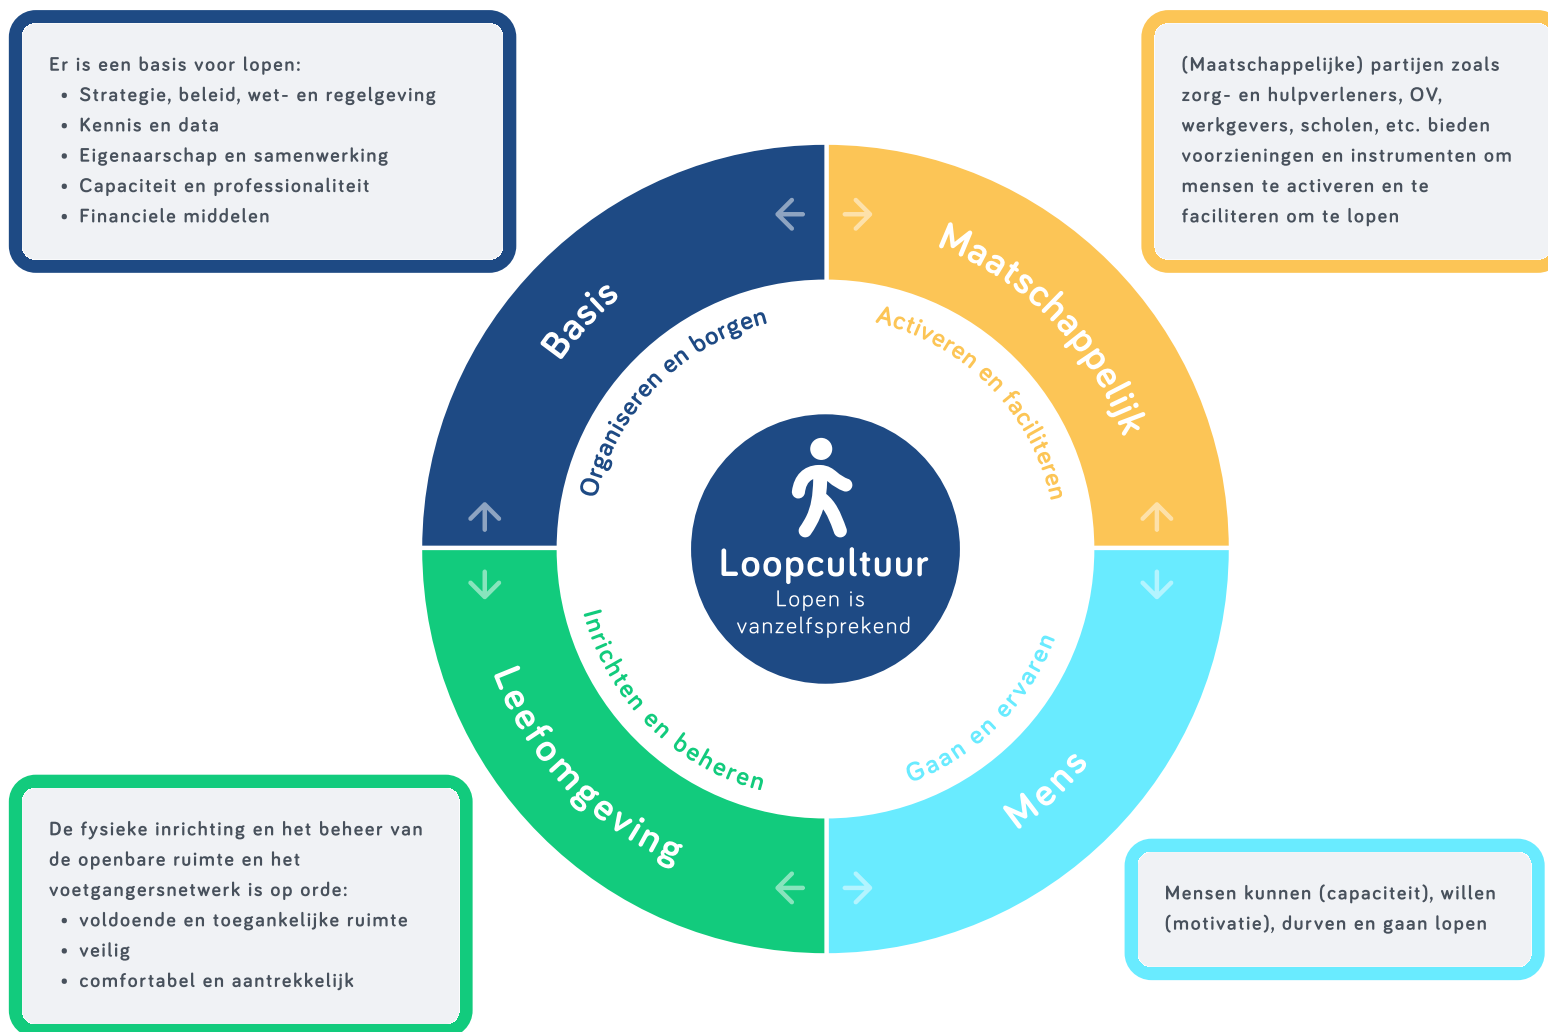 Er is een basis voor lopen:
• Strategie, beleid, wet- en regelgeving
• Kennis en data
• Eigenaarschap en samenwerking
• Capaciteit en professionaliteit
• Financiele middelen
(Maatschappelijke) partijen zoals
zorg- en hulpverleners, OV,
werkgevers, scholen, etc. bieden
voorzieningen en instrumenten om
mensen te activeren en te
faciliteren om te lopen
Basis
Maatschappelijk
Organiseren en borgen
Activeren en faciliteren
Loopcultuur
Lopen is
vanzelfsprekend
Leefomgeving
Inrichten en beheren
Gaan en ervaren
Mens
De fysieke inrichting en het beheer van
de openbare ruimte en het
voetgangersnetwerk is op orde:
• voldoende en toegankelijke ruimte
• veilig
• comfortabel en aantrekkelijk
Mensen kunnen (capaciteit), willen
(motivatie), durven en gaan lopen